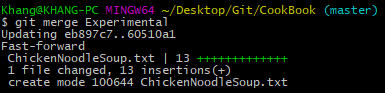 Khang@KHANG-PC MINGW64 ~/Desktop/Git/CookBook (master)
$ git merge Experimental
Updating eb897c7..60510a1
Fast-forward
 ChickenNoodleSoup.txt | 13 +++++++++++++
 1 file changed, 13 insertions(+)
 create mode 100644 ChickenNoodleSoup.txt